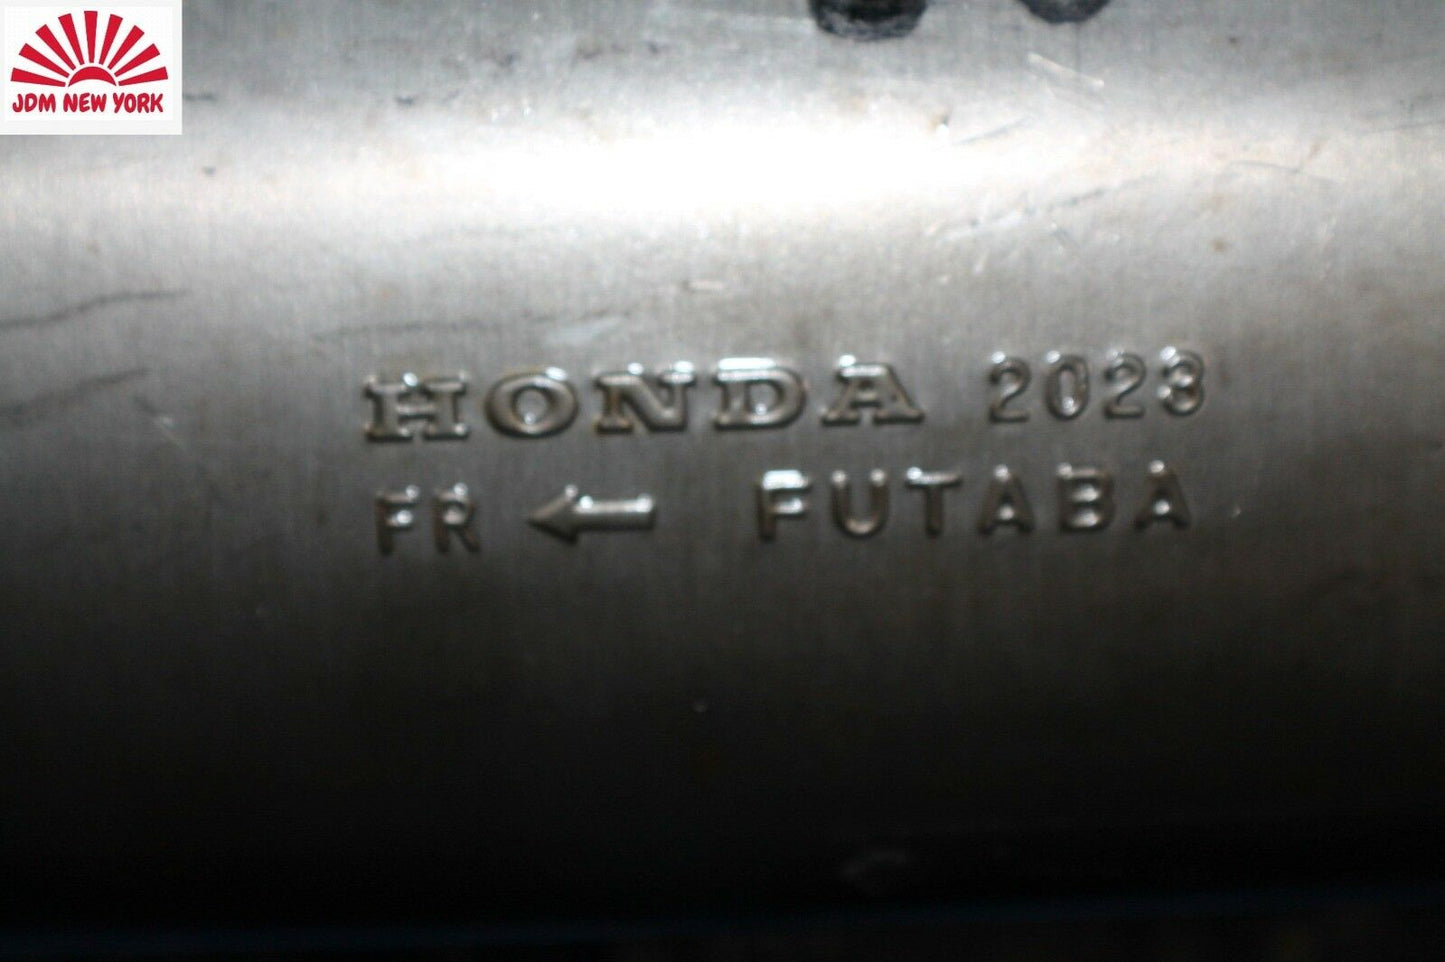 JDM NEW YORK
HONDA 2023
FR ← FUTABA